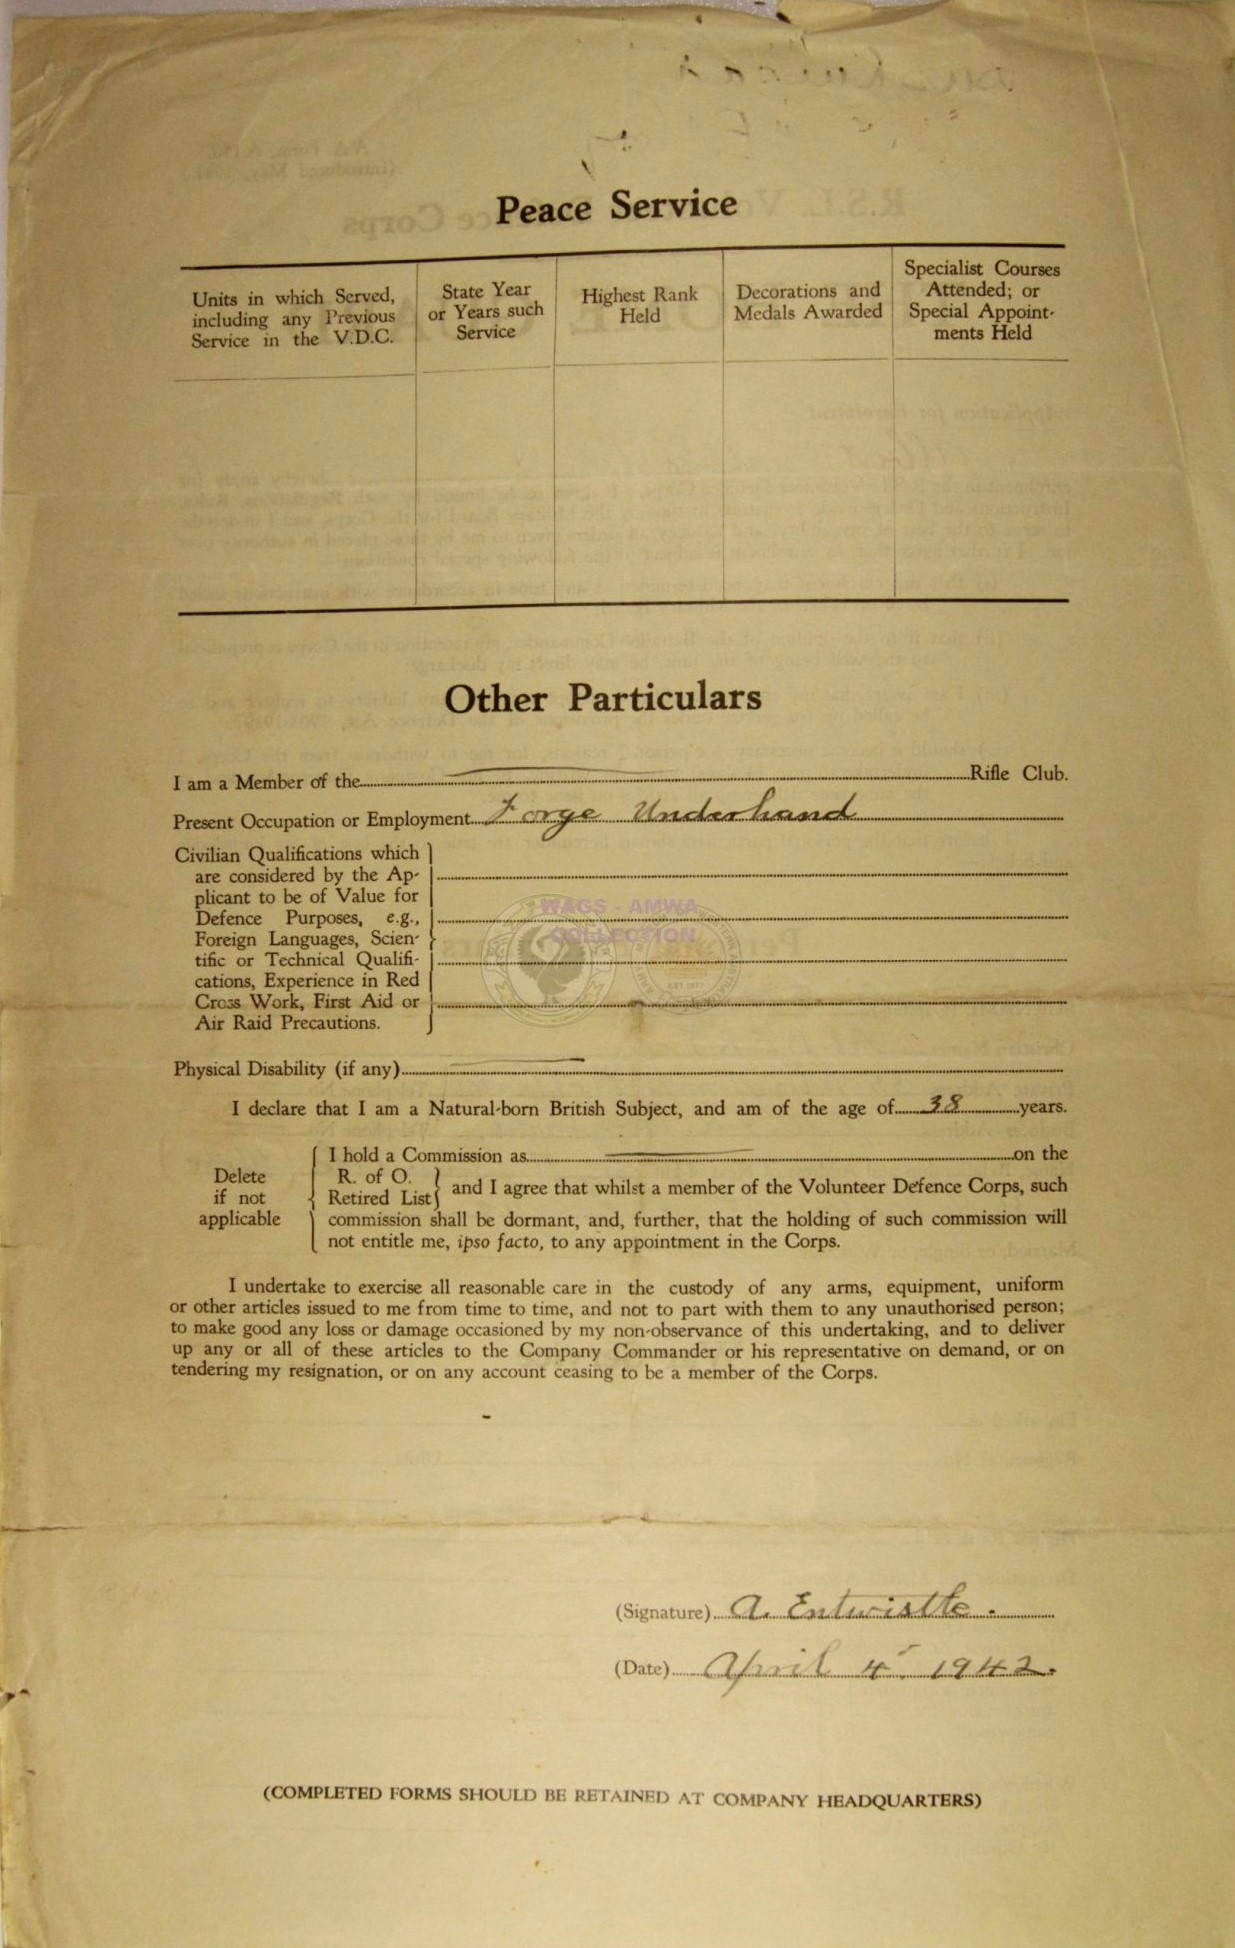 Peace Service
Units in which Served, including any Previous Service in the V.D.C.
State Year or Years such Service
Highest Rank Held
Decorations and Medals Awarded
Specialist Courses Attended; or Special Appoint-ments Held
Other Particulars
I am a Member of the Rifle Club.
Present Occupation or Employment Forge Underhand
Civilian Qualifications which
are considered by the Ap-
plicant to be of Value for
Defence Purposes, e.g.,
Foreign Languages, Scien-
tific or Technical Qualifi-
cations, Experience in Red
Cross Work, First Aid or
Air Raid Precautions.
WAGS - AMWA
COLLECTION
Physical Disability (if any)
I declare that I am a Natural-born British Subject, and am of the age of 38 years.
Delete
if not
applicable
I hold a Commission as on the
R. of O.
Retired List
and I agree that whilst a member of the Volunteer Defence Corps, such
commission shall be dormant, and, further, that the holding of such commission will
not entitle me, ipso facto, to any appointment in the Corps.
I undertake to exercise all reasonable care in the custody of any arms, equipment, uniform
or other articles issued to me from time to time, and not to part with them to any unauthorised person;
to make good any loss or damage occasioned by my non-observance of this undertaking, and to deliver
up any or all of these articles to the Company Commander or his representative on demand, or on
tendering my resignation, or on any account ceasing to be a member of the Corps.
(Signature) A. Entwistle.
(Date) April 4, 1942.
(COMPLETED FORMS SHOULD BE RETAINED AT COMPANY HEADQUARTERS)